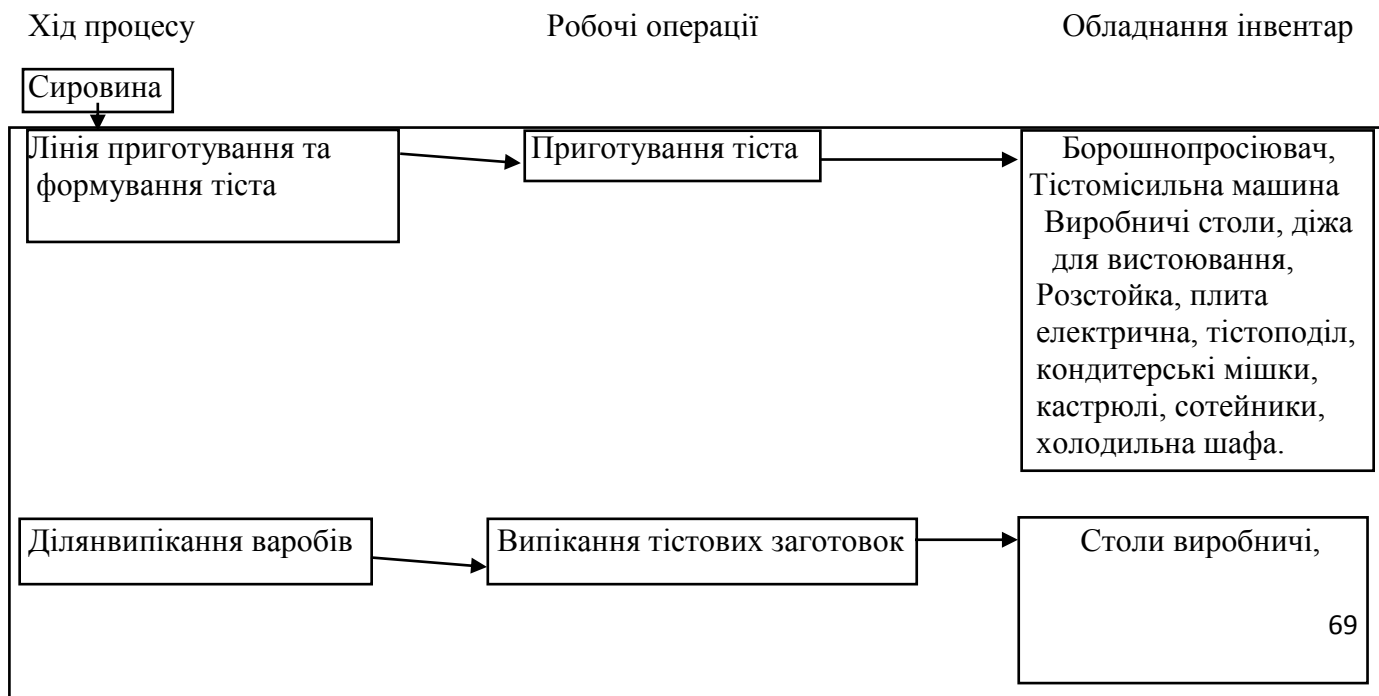 Хід процесу Робочі операції Обладнання інвентар
Сировина
Лінія приготування та
формування тіста
Приготування тіста
Борошнопросіювач,
Тістомісильна машина
Виробничі столи, діжа
для вистоювання,
Розстойка, плита
електрична, тістоподіл,
кондитерські мішки,
кастрюлі, сотейники,
холодильна шафа.
Ділянвипікання варобів
Випікання тістових заготовок
Столи виробничі,
69